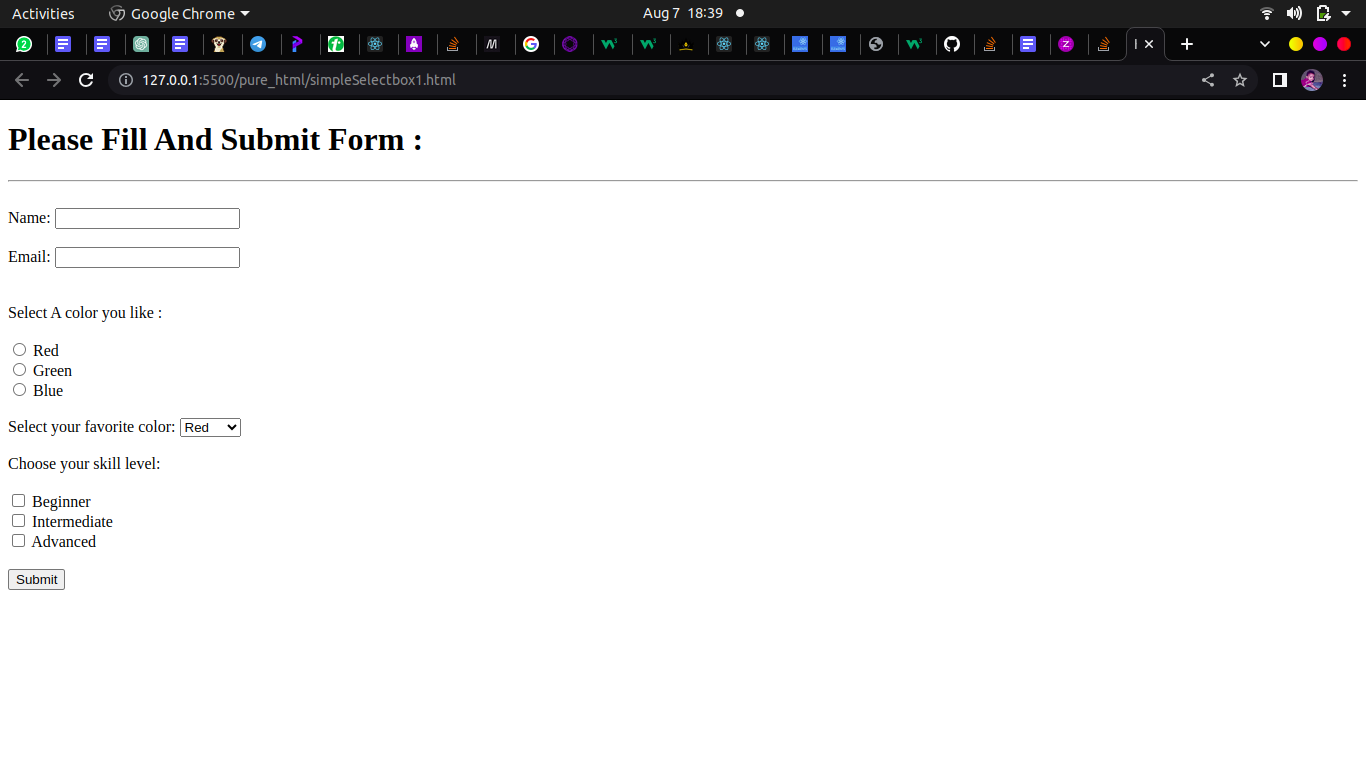 Activities Google Chrome Aug 7 18:39
2
127.0.0.1:5500/pure_html/simpleSelectbox1.html
Please Fill And Submit Form :
Name:
Email:
Select A color you like :
Red
Green
Blue
Select your favorite color: Red
Choose your skill level:
Beginner
Intermediate
Advanced
Submit